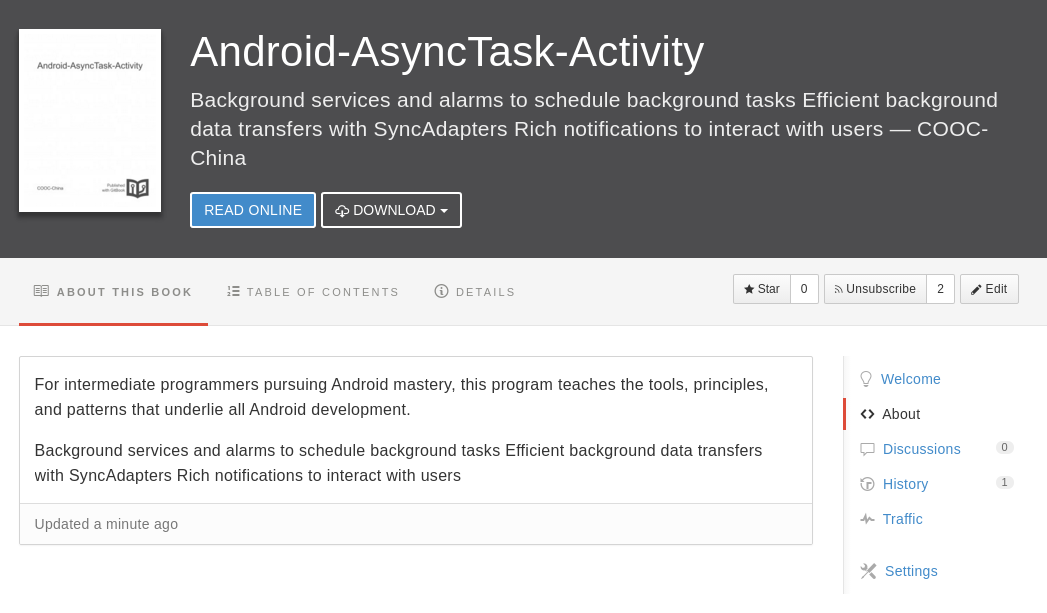 Android-AsyncTask-Activity
COOC-China
Published
with GitBook
Android-AsyncTask-Activity
Background services and alarms to schedule background tasks Efficient background
data transfers with SyncAdapters Rich notifications to interact with users — COOC-
China
READ ONLINE
DOWNLOAD
ABOUT THIS BOOK
TABLE OF CONTENTS
DETAILS
Star 0
Unsubscribe 2
Edit
For intermediate programmers pursuing Android mastery, this program teaches the tools, principles,
and patterns that underlie all Android development.
Background services and alarms to schedule background tasks Efficient background data transfers
with SyncAdapters Rich notifications to interact with users
Updated a minute ago
Welcome
About
Discussions 0
History 1
Traffic
Settings